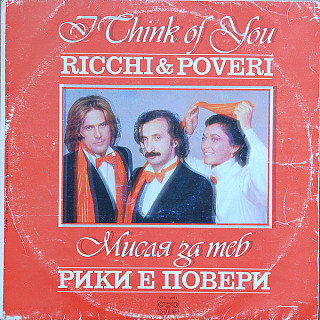 I Think of You
RICCHI & POVERI
Мисля за теб
РИКИ Е ПОВЕРИ